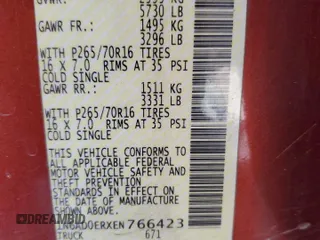 GVWR:
5730 LB
GAWR FR.: 1495 KG
3296 LB
WITH P265/70R16 TIRES
16 X 7.0 RIMS AT 35 PSI
COLD SINGLE
GAWR RR.: 1511 KG
3331 LB
WITH P265/70R16 TIRES
16 X 7.0 RIMS AT 35 PSI
COLD SINGLE
THIS VEHICLE CONFORMS TO
ALL APPLICABLE FEDERAL
MOTOR VEHICLE SAFETY AND
THEFT PREVENTION
STANDARDS IN EFFECT ON
THE DATE OF MANUFACTURE
SHOWN ABOVE.
766423
TRUCK 671
DREAMBID